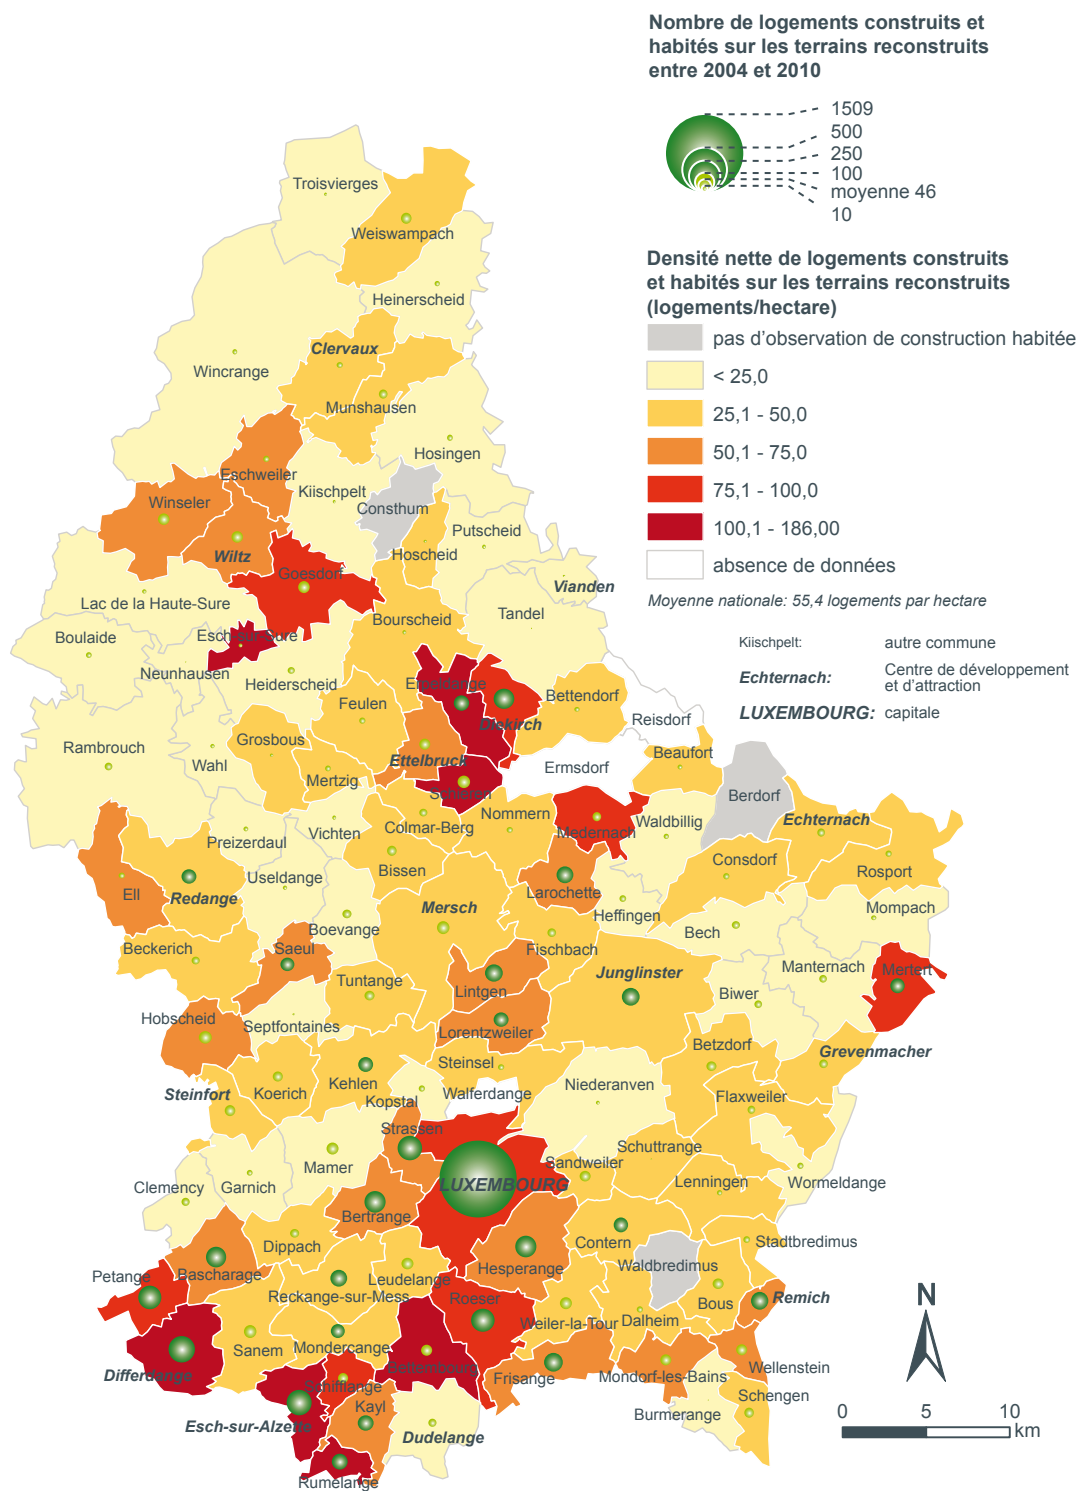 Nombre de logements construits et
habités sur les terrains reconstruits
entre 2004 et 2010
1509
500
250
100
moyenne 46
10
Densité nette de logements construits
et habités sur les terrains reconstruits
(logements/hectare)
pas d'observation de construction habitée
< 25,0
25,1 - 50,0
50,1 - 75,0
75,1 - 100,0
100,1 - 186,00
absence de données
Moyenne nationale: 55,4 logements par hectare
Kiischpelt: autre commune
Echternach: Centre de développement
et d'attraction
LUXEMBOURG: capitale
Troisvierges
Weiswampach
Heinerscheid
Clervaux
Wincrange
Munshausen
Hosingen
Eschweiler
Kiischpelt
Winseler
Consthum
Putscheid
Wiltz
Hoscheid
Goesdorf
Vianden
Lac de la Haute-Sure
Tandel
Bourscheid
Boulaide
Esch-sur-Sure
Neunhausen
Heiderscheid
Erpeldange
Bettendorf
Feulen
Diekirch
Reisdorf
Rambrouch
Grosbous
Wahl
Ettelbruck
Beaufort
Ermsdorf
Mertzig
Schieren
Berdorf
Nommern
Colmar-Berg
Medernach
Waldbillig
Echternach
Vichten
Preizerdaul
Bissen
Consdorf
Rosport
Useldange
Ell
Redange
Larochette
Mersch
Heffingen
Mompach
Boevange
Bech
Beckerich
Saeul
Fischbach
Junglinster
Manternach
Mertert
Tuntange
Lintgen
Biwer
Hobscheid
Septfontaines
Lorentzweiler
Betzdorf
Grevenmacher
Steinsel
Kehlen
Niederanven
Steinfort
Koerich
Kopstal
Walferdange
Flaxweiler
Strassen
Schuttrange
Mamer
Sandweiler
Clemency
Garnich
LUXEMBOURG
Lenningen
Wormeldange
Bertrange
Dippach
Contern
Stadtbredimus
Hesperange
Waldbredimus
Petange
Bascharage
Leudelange
Reckange-sur-Mess
Roeser
Bous
Remich
Weiler-la-Tour
Dalheim
Sanem
Mondercange
Differdange
Bettembourg
Wellenstein
Frisange
Mondorf-les-Bains
Schifflange
Schengen
Kayl
Burmerange
Esch-sur-Alzette
Dudelange
Rumelange
N
0
5
10
km